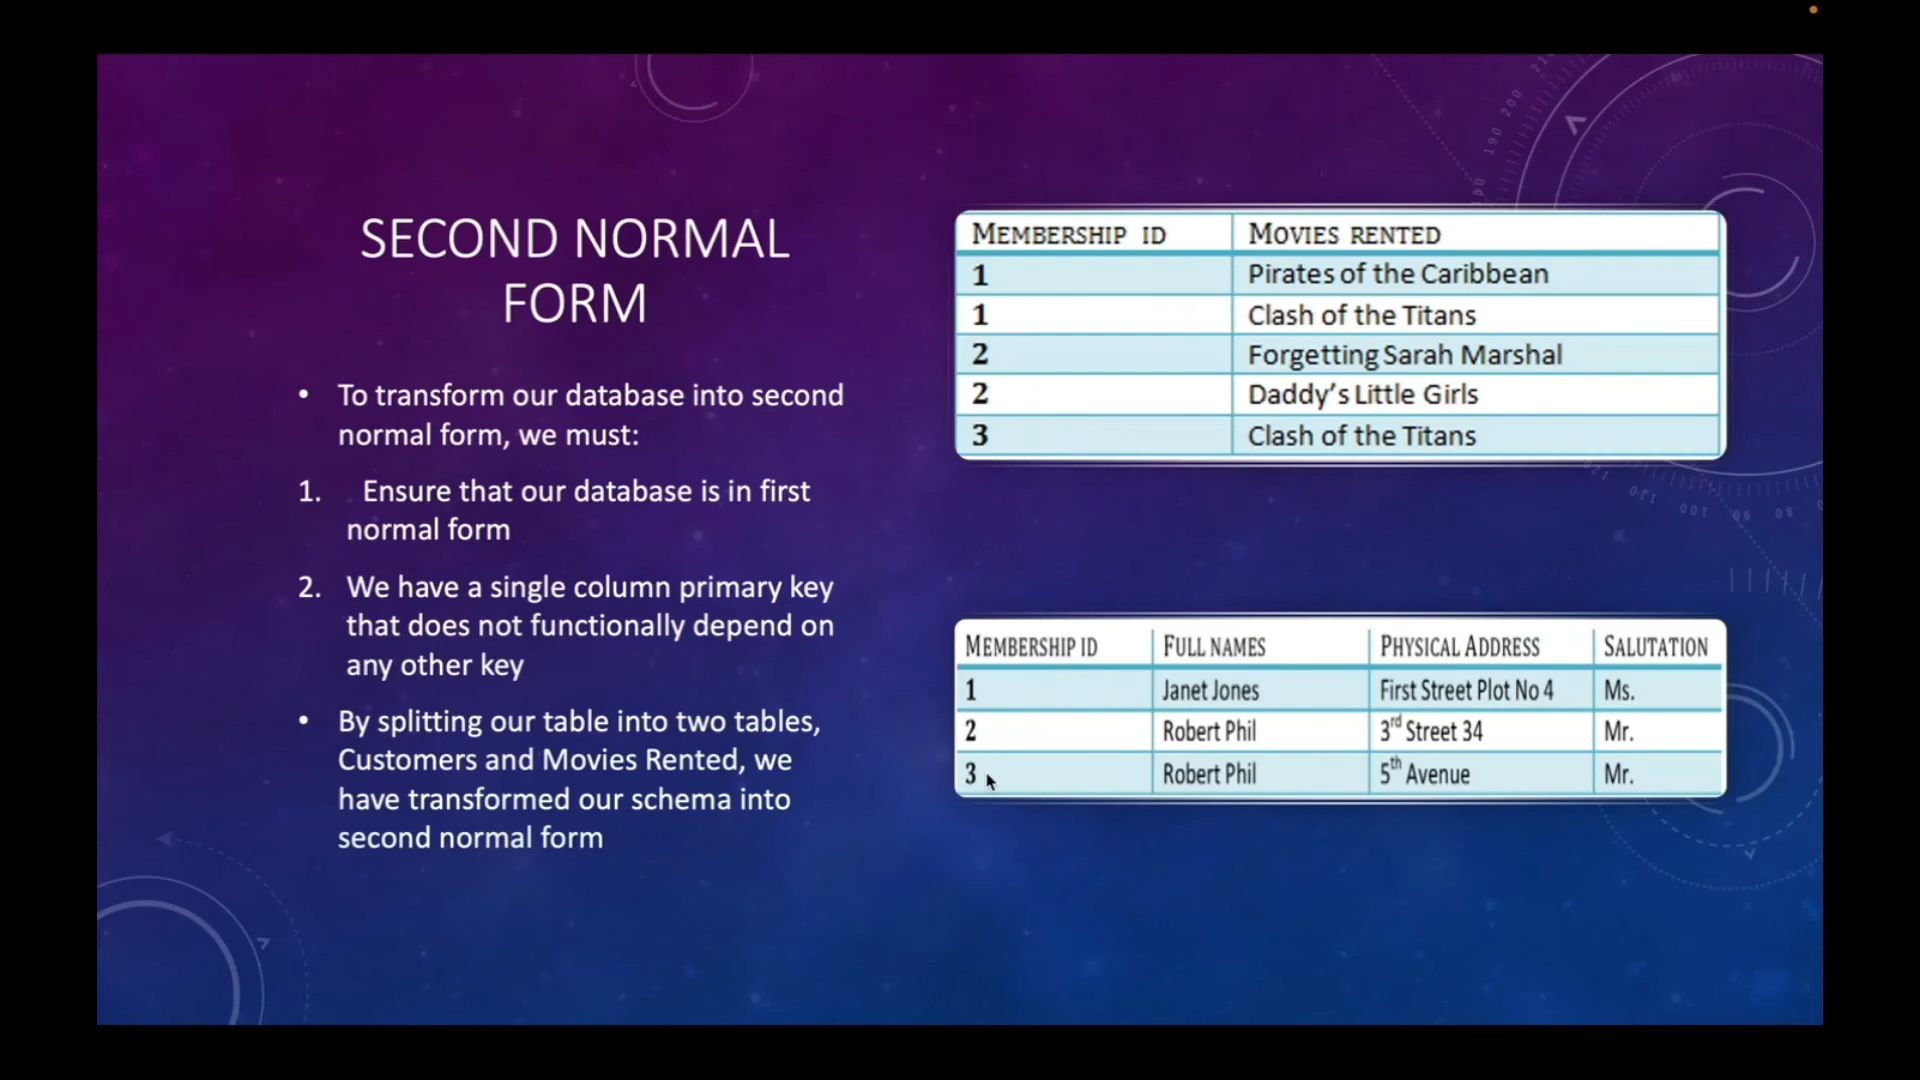 SECOND NORMAL
FORM
• To transform our database into second
normal form, we must:
1. Ensure that our database is in first
normal form
2. We have a single column primary key
that does not functionally depend on
any other key
• By splitting our table into two tables,
Customers and Movies Rented, we
have transformed our schema into
second normal form
MEMBERSHIP ID MOVIES RENTED
1 Pirates of the Caribbean
1 Clash of the Titans
2 Forgetting Sarah Marshal
2 Daddy's Little Girls
3 Clash of the Titans
MEMBERSHIP ID FULL NAMES PHYSICAL ADDRESS SALUTATION
1 Janet Jones First Street Plot No 4 Ms.
2 Robert Phil 3rd Street 34 Mr.
3 Robert Phil 5th Avenue Mr.